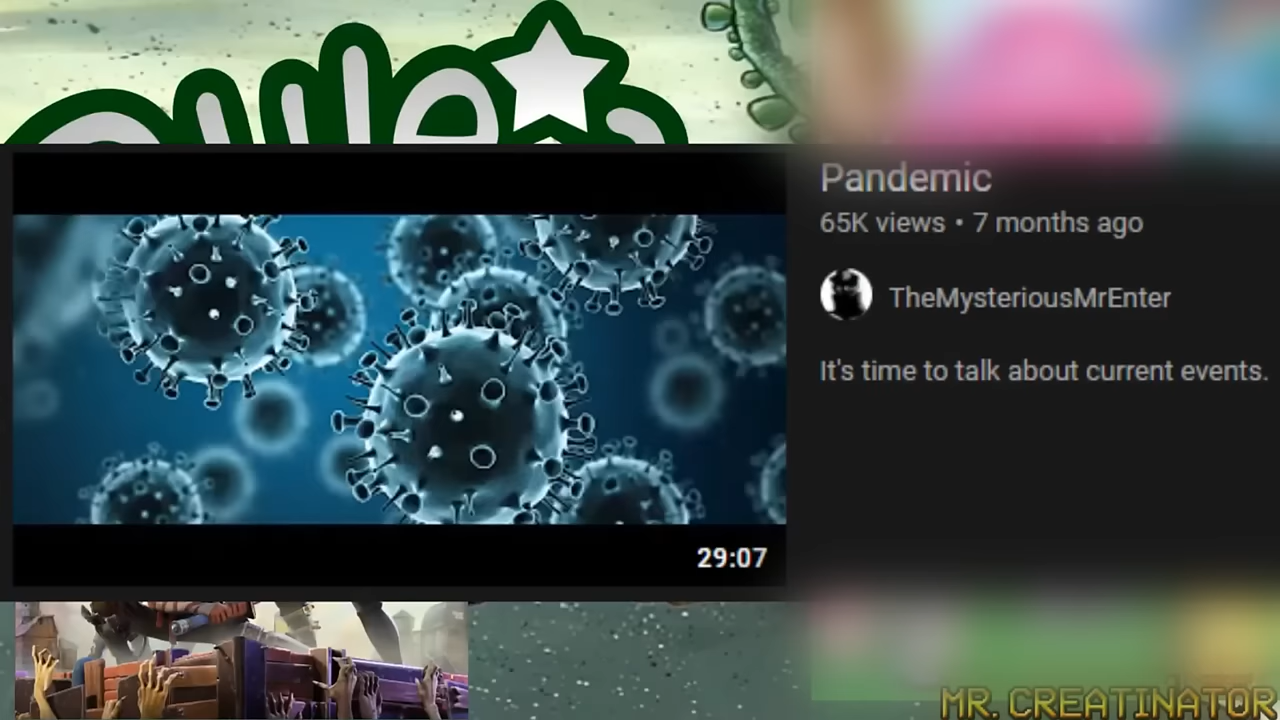 Pandemic
65K views • 7 months ago
TheMysteriousMrEnter
It's time to talk about current events.
29:07
MR. CREATINATOR